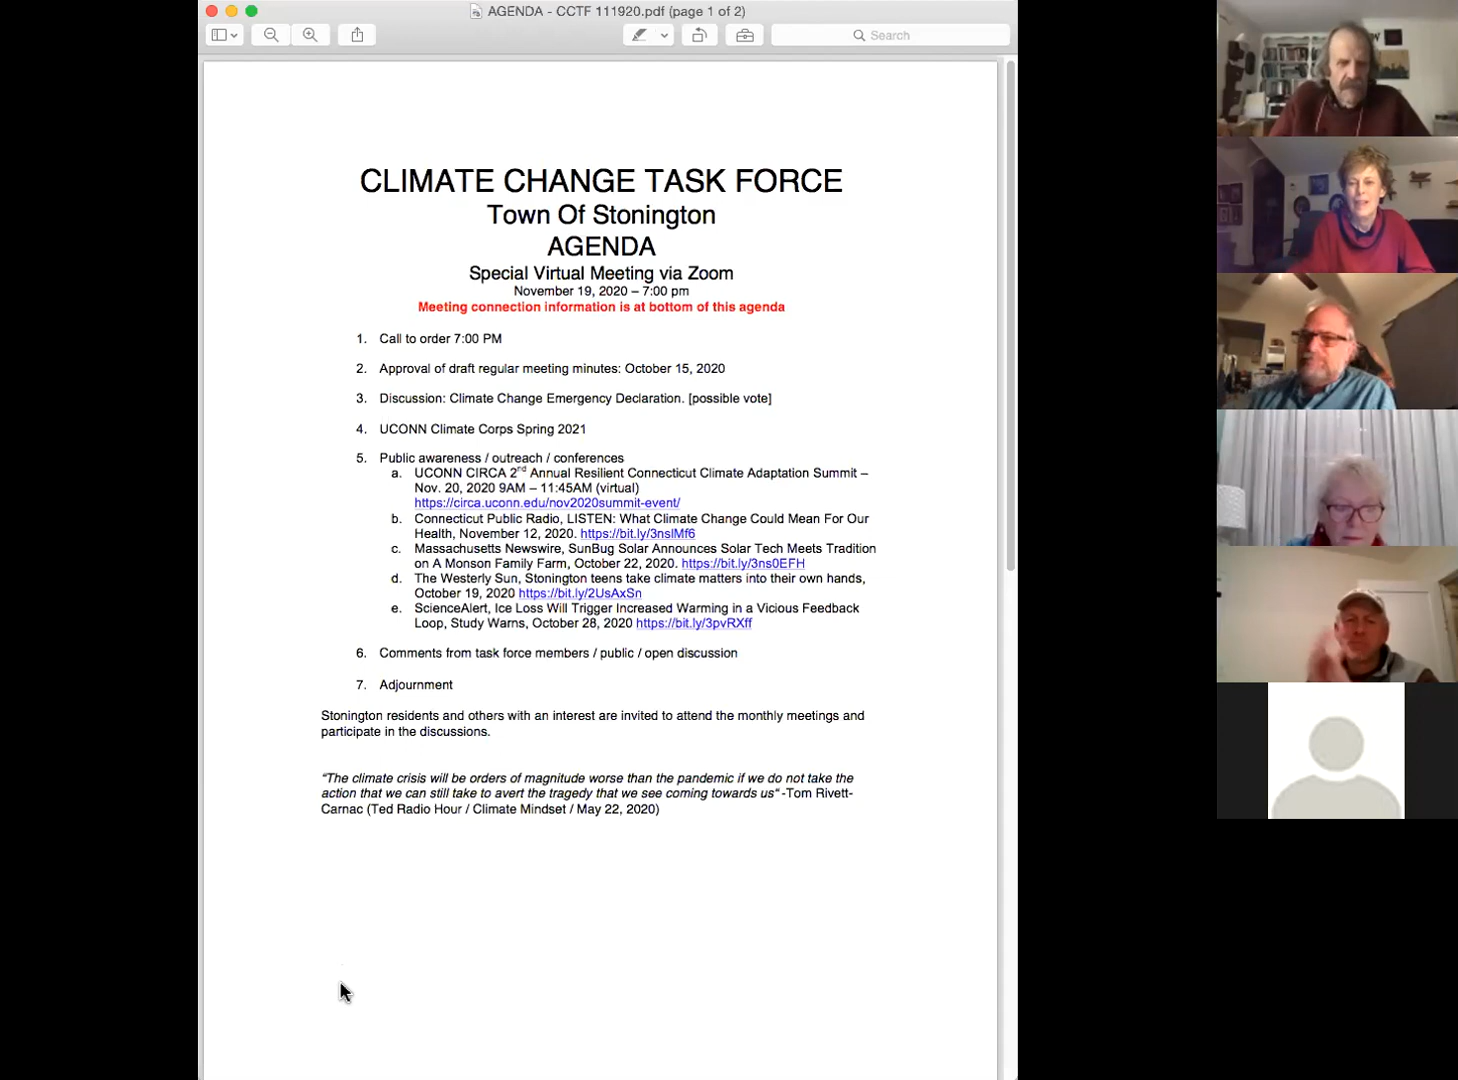 AGENDA - CCTF 111920.pdf (page 1 of 2)
Search
CLIMATE CHANGE TASK FORCE
Town Of Stonington
AGENDA
Special Virtual Meeting via Zoom
November 19, 2020 – 7:00 pm
Meeting connection information is at bottom of this agenda
1. Call to order 7:00 PM
2. Approval of draft regular meeting minutes: October 15, 2020
3. Discussion: Climate Change Emergency Declaration. [possible vote]
4. UCONN Climate Corps Spring 2021
5. Public awareness / outreach / conferences
a. UCONN CIRCA 2nd Annual Resilient Connecticut Climate Adaptation Summit –
Nov. 20, 2020 9AM – 11:45AM (virtual)
https://circa.uconn.edu/nov2020summit-event/
b. Connecticut Public Radio, LISTEN: What Climate Change Could Mean For Our
Health, November 12, 2020. https://bit.ly/3nslMf6
c. Massachusetts Newswire, SunBug Solar Announces Solar Tech Meets Tradition
on A Monson Family Farm, October 22, 2020. https://bit.ly/3ns0EFH
d. The Westerly Sun, Stonington teens take climate matters into their own hands,
October 19, 2020 https://bit.ly/2UsAxSn
e. ScienceAlert, Ice Loss Will Trigger Increased Warming in a Vicious Feedback
Loop, Study Warns, October 28, 2020 https://bit.ly/3pvRXff
6. Comments from task force members / public / open discussion
7. Adjournment
Stonington residents and others with an interest are invited to attend the monthly meetings and
participate in the discussions.
“The climate crisis will be orders of magnitude worse than the pandemic if we do not take the
action that we can still take to avert the tragedy that we see coming towards us“ -Tom Rivett-
Carnac (Ted Radio Hour / Climate Mindset / May 22, 2020)